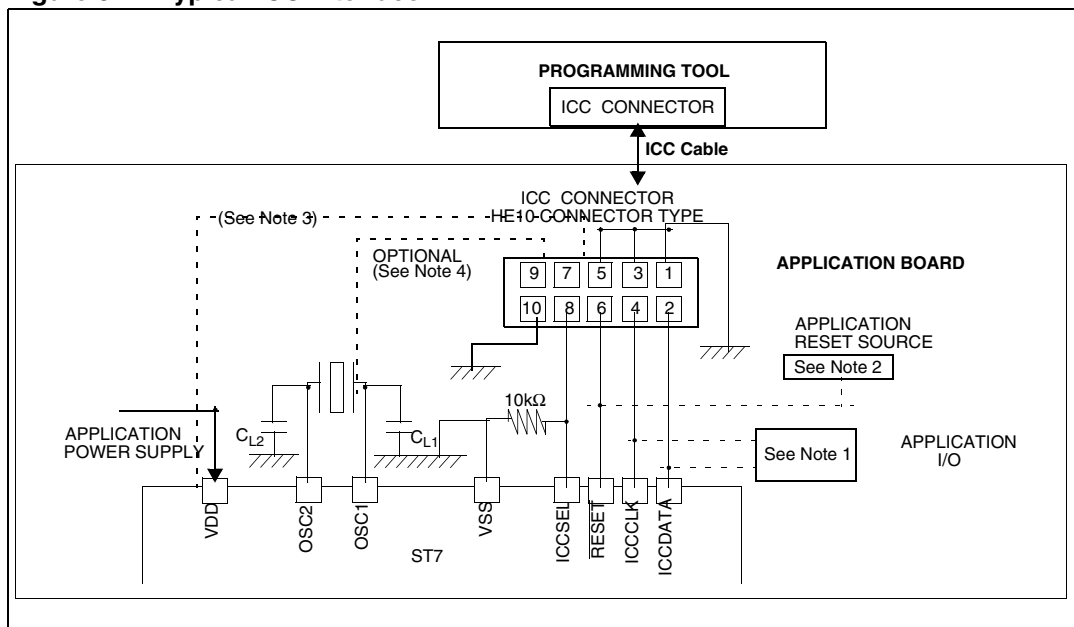 PROGRAMMING TOOL
ICC CONNECTOR
ICC Cable
ICC CONNECTOR
HE10 CONNECTOR TYPE
(See Note 3)
OPTIONAL
(See Note 4)
9 7 5 3 1
10 8 6 4 2
APPLICATION BOARD
APPLICATION
RESET SOURCE
See Note 2
10kΩ
APPLICATION
POWER SUPPLY
CL2
CL1
See Note 1
APPLICATION
I/O
VDD
OSC2
OSC1
VSS
ICCSEL
RESET
ICCCLK
ICCDATA
ST7